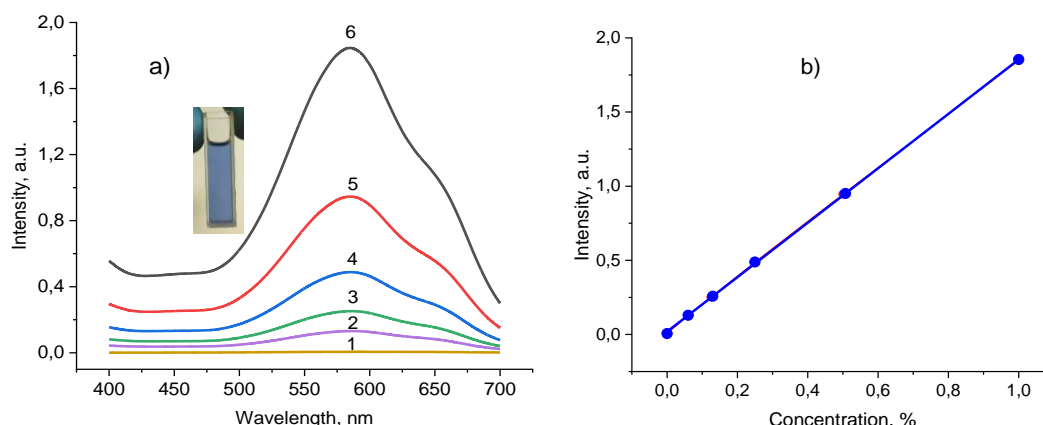 a)
6
5
4
3
2
1
2,0
1,6
1,2
0,8
0,4
0,0
400 450 500 550 600 650 700
Wavelength, nm
Intensity, a.u.
b)
2,0
1,5
1,0
0,5
0,0
0,0 0,2 0,4 0,6 0,8 1,0
Concentration, %
Intensity, a.u.